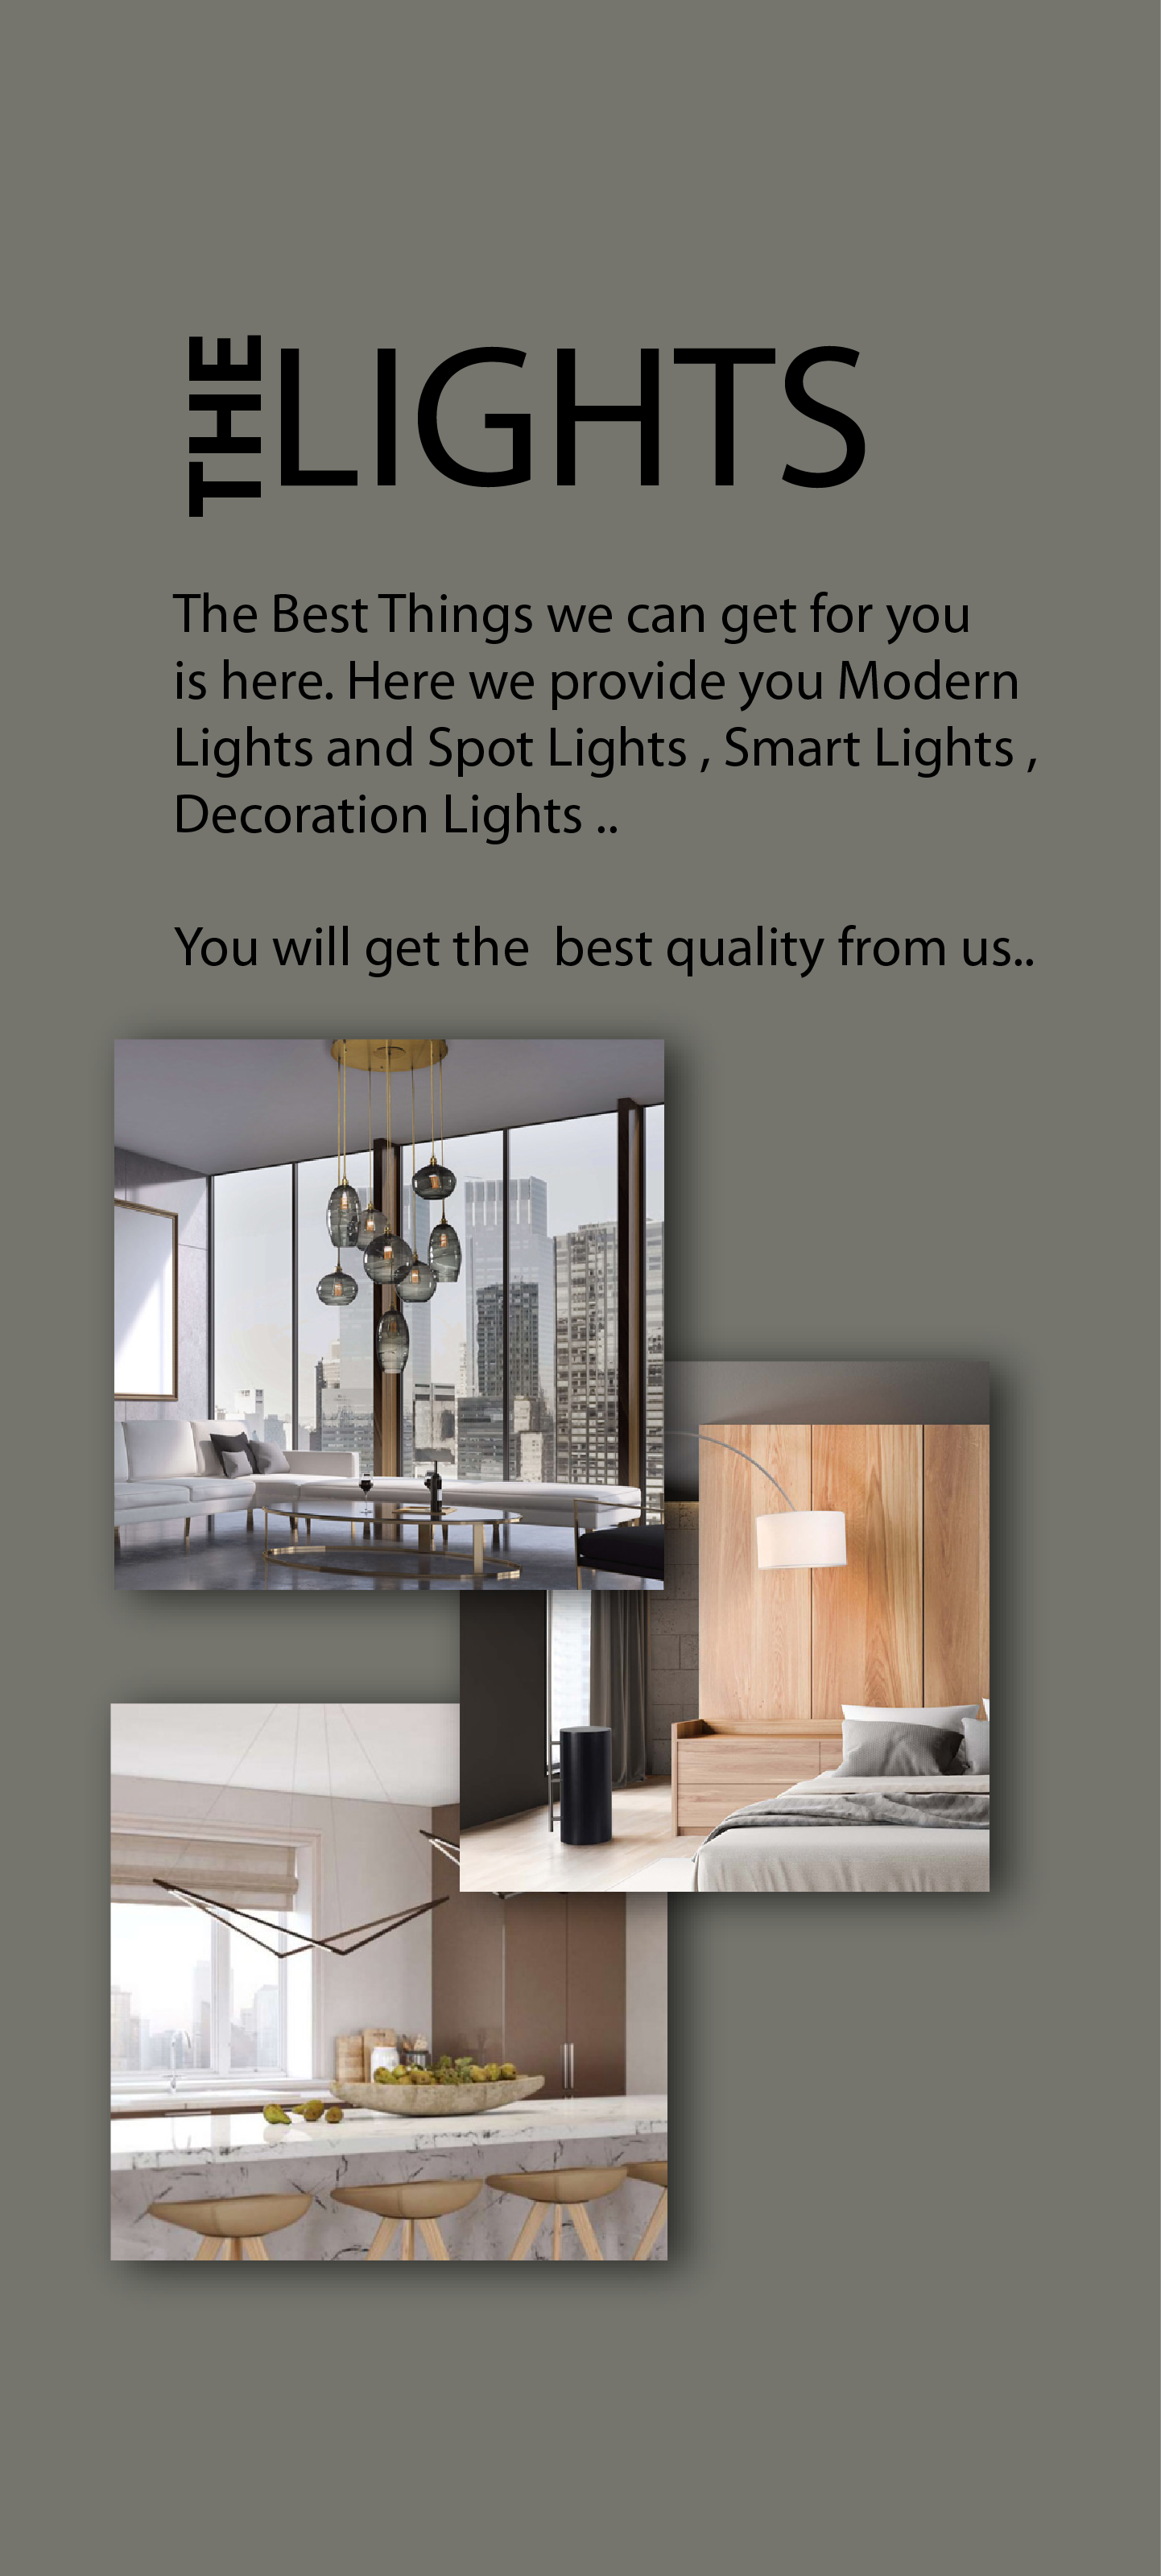 THE LIGHTS
The Best Things we can get for you
is here. Here we provide you Modern
Lights and Spot Lights , Smart Lights ,
Decoration Lights ..
You will get the  best quality from us..